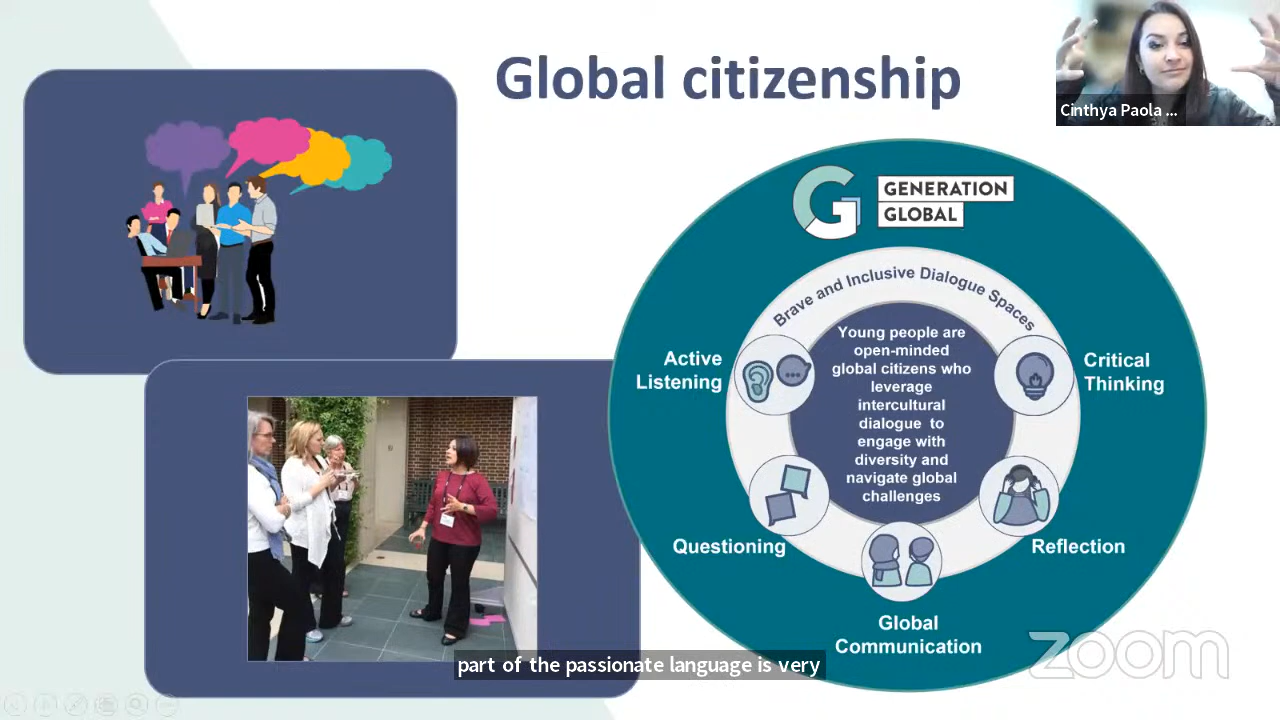 Global citizenship
Cinthya Paola ...
GENERATION
GLOBAL
Brave and Inclusive Dialogue Spaces
Young people are
open-minded
global citizens who
leverage
intercultural
dialogue to
engage with
diversity and
navigate global
challenges
Active
Listening
Critical
Thinking
Questioning
Reflection
Global
Communication
part of the passionate language is very
zoom